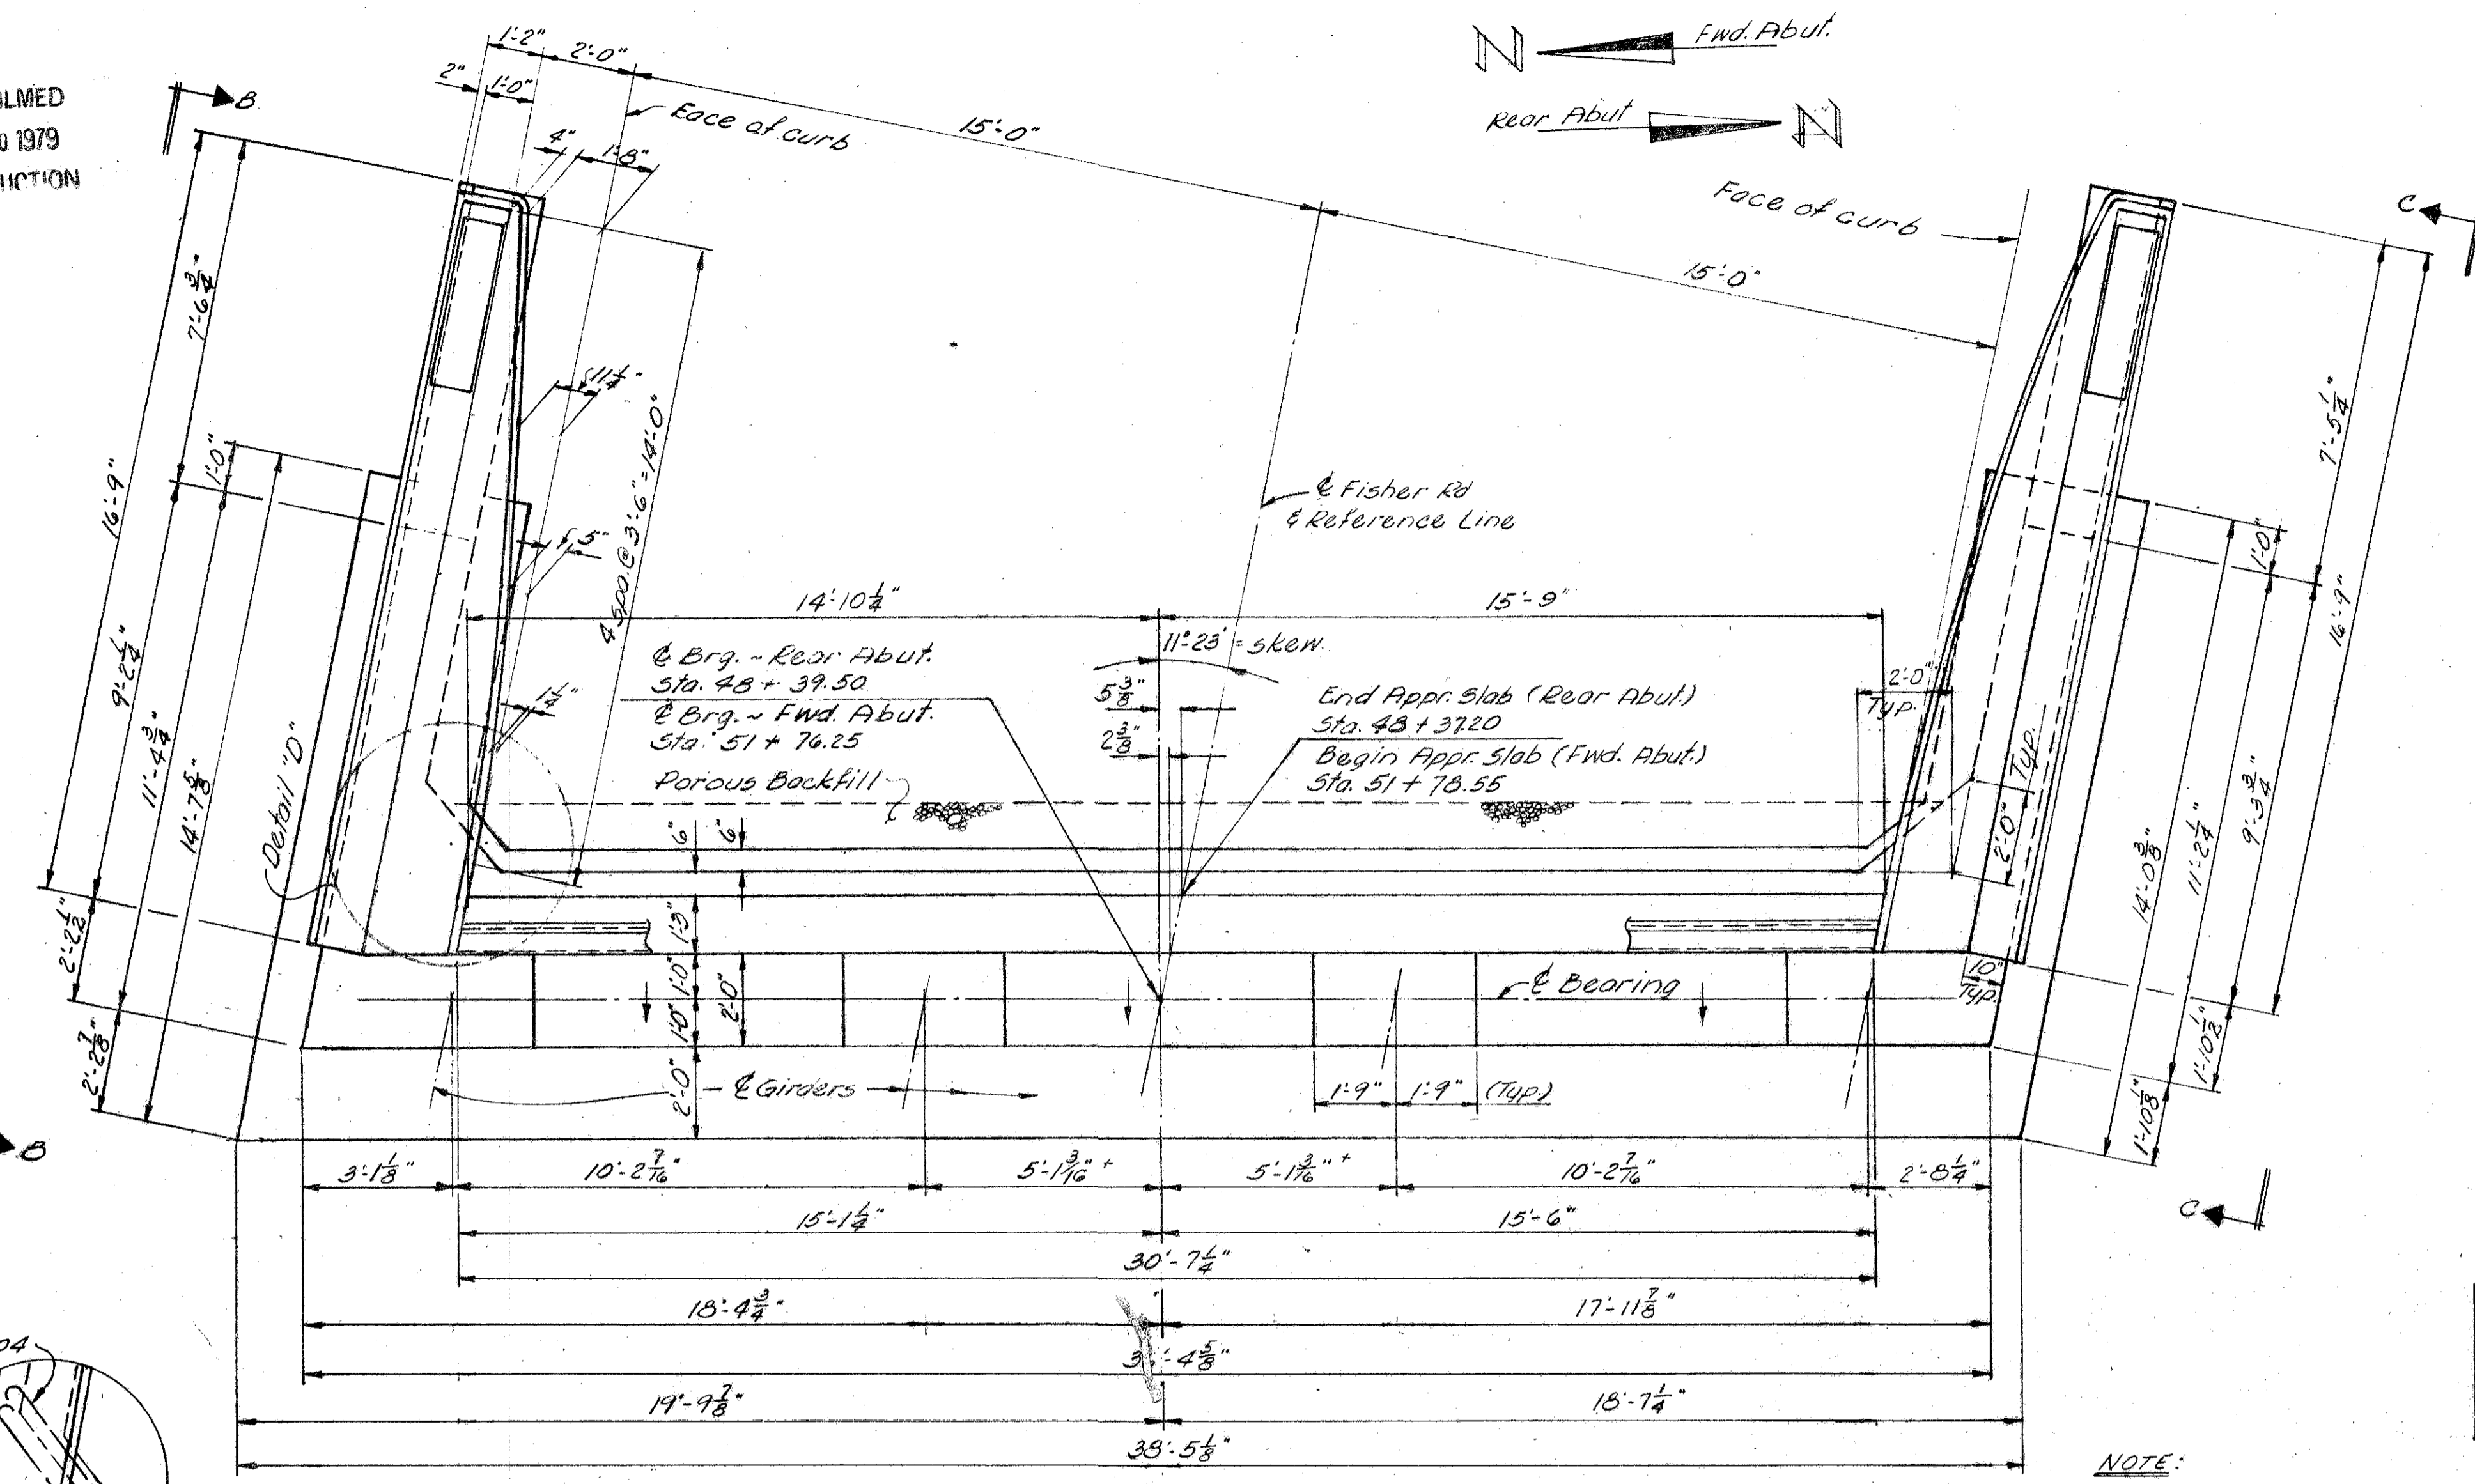 1'-2"
2'-0"
2"
1'-0"
B
Face of curb
4"
1'-8"
15'-0"
N Fwd. Abut.
Rear Abut N
Face of curb
15'-0"
C
1979
7'-6 3/4"
16'-9"
1'-0"
9'-2 1/4"
11'-4 3/4"
14'-7 5/8"
2'-2 1/2"
2'-2 7/8"
Detail "D"
11 1/4"
5"
1 1/4"
4 spa. @ 3'-6" = 14'-0"
₵ Fisher Rd
& Reference Line
14'-10 1/4"
15'-9"
11°-23' = skew.
5 3/8"
2 3/8"
₵ Brg. ~ Rear Abut.
Sta. 48 + 39.50
₵ Brg. ~ Fwd. Abut.
Sta. 51 + 76.25
Porous Backfill
End Appr. Slab (Rear Abut.)
Sta. 48 + 37.20
Begin Appr. Slab (Fwd. Abut.)
Sta. 51 + 78.55
2'-0"
Typ.
2'-0" Typ.
7'-5 1/4"
1'-0"
16'-9"
9'-3 3/4"
11'-2 1/4"
14'-0 3/8"
1'-10 1/2"
1'-10 1/8"
10"
Typ.
6"
6"
1'-3"
1'-0"
1'-0"
2'-0"
2'-0"
₵ Bearing
₵ Girders
1'-9"
1'-9" (Typ.)
B
C
3'-1 1/8"
10'-2 7/16"
5'-1 3/16" +
5'-1 3/16" +
10'-2 7/16"
2'-8 1/4"
15'-1 1/4"
15'-6"
30'-7 1/4"
18'-4 3/4"
17'-11 7/8"
'-4 5/8"
19'-9 7/8"
18'-7 1/4"
38'-5 1/8"
NOTE: